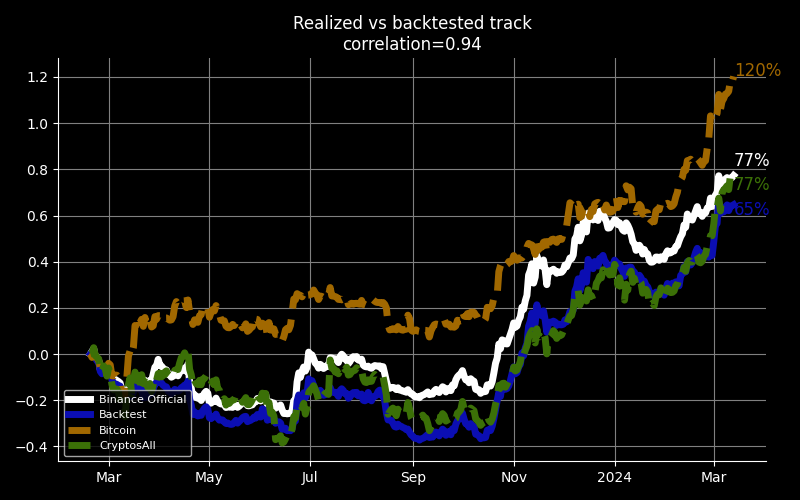 Realized vs backtested track
correlation=0.94
1.2
1.0
0.8
0.6
0.4
0.2
0.0
−0.2
−0.4
120%
77%
77%
65%
Binance Official
Backtest
Bitcoin
CryptosAll
Mar May Jul Sep Nov 2024 Mar